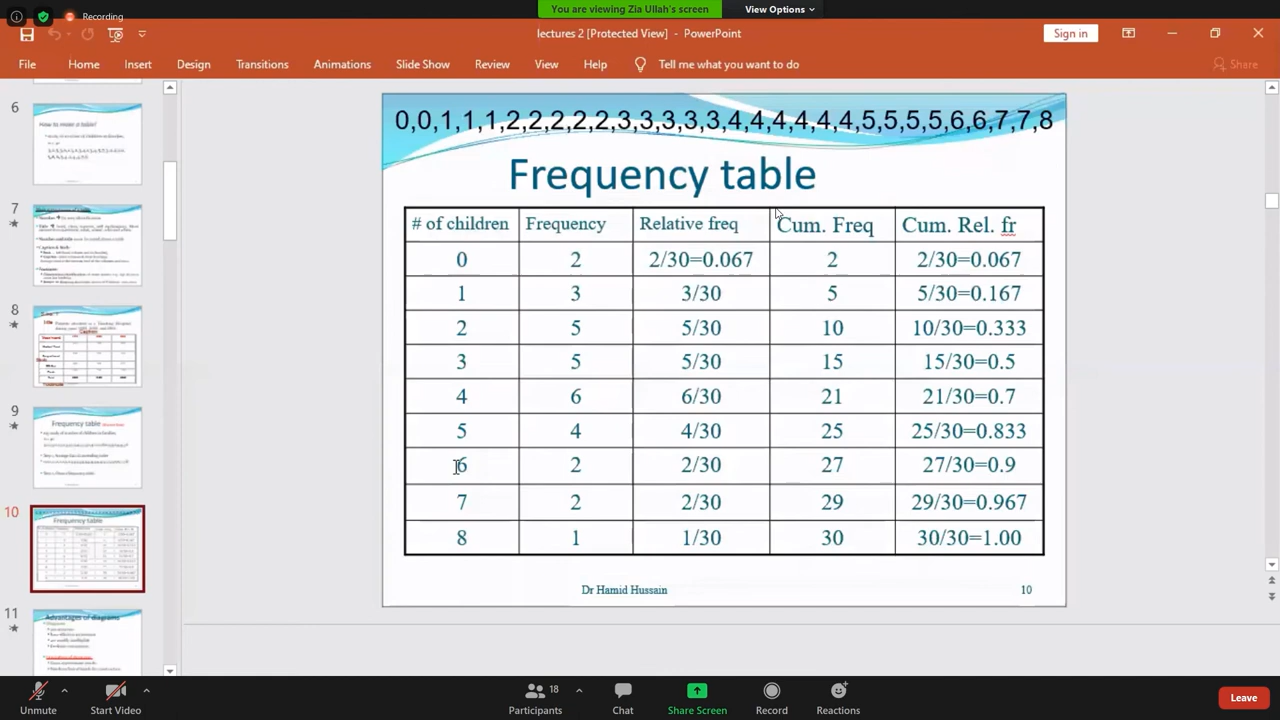 Recording
You are viewing Zia Ullah's screen
View Options
lectures 2 [Protected View] - PowerPoint
Sign in
File Home Insert Design Transitions Animations Slide Show Review View Help Tell me what you want to do Share
6
How to make a table?
7
8
9
Frequency table
10
Frequency table
11
Advantages of diagrams
0,0,1,1,1,2,2,2,2,2,3,3,3,3,3,4,4,4,4,4,4,5,5,5,5,6,6,7,7,8
Frequency table
# of children Frequency Relative freq Cum. Freq Cum. Rel. fr
0 2 2/30=0.067 2 2/30=0.067
1 3 3/30 5 5/30=0.167
2 5 5/30 10 10/30=0.333
3 5 5/30 15 15/30=0.5
4 6 6/30 21 21/30=0.7
5 4 4/30 25 25/30=0.833
6 2 2/30 27 27/30=0.9
7 2 2/30 29 29/30=0.967
8 1 1/30 30 30/30=1.00
Dr Hamid Hussain 10
Unmute Start Video Participants 18 Chat Share Screen Record Reactions Leave